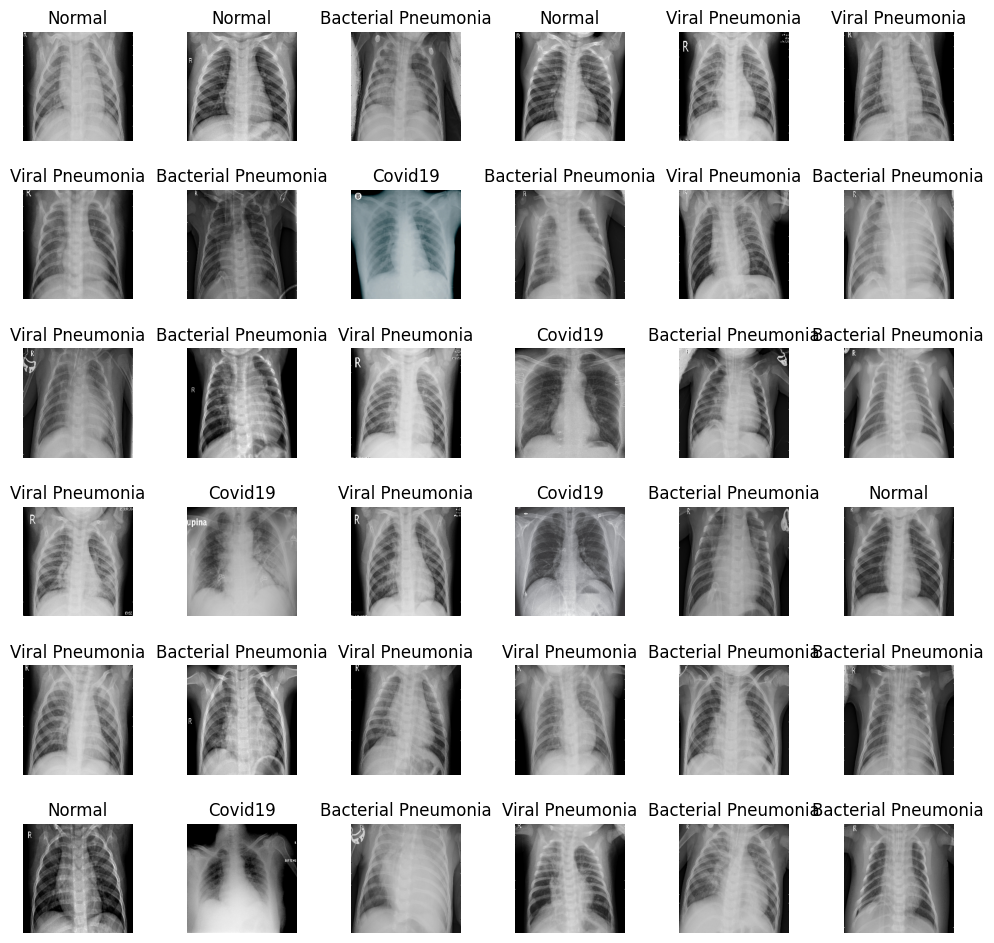 Normal Normal Bacterial Pneumonia Normal Viral Pneumonia Viral Pneumonia
R
R
R
Viral Pneumonia Bacterial Pneumonia Covid19 Bacterial Pneumonia Viral Pneumonia Bacterial Pneumonia
R
Viral Pneumonia Bacterial Pneumonia Viral Pneumonia Covid19 Bacterial Pneumonia Bacterial Pneumonia
R
R
R
Viral Pneumonia Covid19 Viral Pneumonia Covid19 Bacterial Pneumonia Normal
R
upina
R
Viral Pneumonia Bacterial Pneumonia Viral Pneumonia Viral Pneumonia Bacterial Pneumonia Bacterial Pneumonia
R
Normal Covid19 Bacterial Pneumonia Viral Pneumonia Bacterial Pneumonia Bacterial Pneumonia
R
R